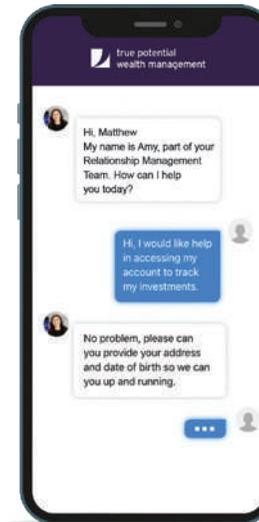 true potential
wealth management
Hi, Matthew
My name is Amy, part of your
Relationship Management
Team. How can I help
you today?
Hi, I would like help
in accessing my
account to track
my investments.
No problem, please can
you provide your address
and date of birth so we can
you up and running.